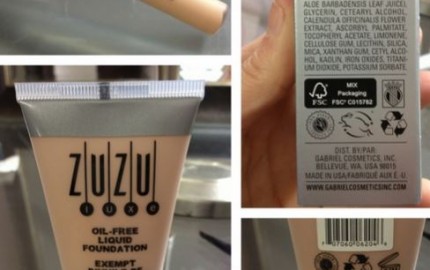 ZUZU
luxe
OIL-FREE
LIQUID
FOUNDATION
EXEMPT
ALOE BARBADENSIS LEAF JUICE),
GLYCERIN, CETEARYL ALCOHOL,
CALENDULA OFFICINALIS FLOWER
EXTRACT, ASCORBYL PALMITATE,
TOCOPHERYL ACETATE, LIMONENE,
CELLULOSE GUM, LECITHIN, SILICA,
MICA, XANTHAN GUM, CETYL ALCO-
HOL, KAOLIN, IRON OXIDES, TITANI-
UM DIOXIDE, POTASSIUM SORBATE.
FSC
MIX
Packaging
FSC® C015782
DIST. BY/PAR:
GABRIEL COSMETICS, INC.
BELLEVUE, WA. USA 98015
MADE IN USA/FABRIQUÉ AUX É.-U.
WWW.GABRIELCOSMETICSINC.COM